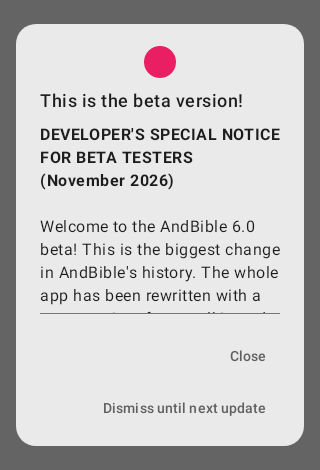 This is the beta version!
DEVELOPER'S SPECIAL NOTICE
FOR BETA TESTERS
(November 2026)
Welcome to the AndBible 6.0
beta! This is the biggest change
in AndBible's history. The whole
app has been rewritten with a
Close
Dismiss until next update